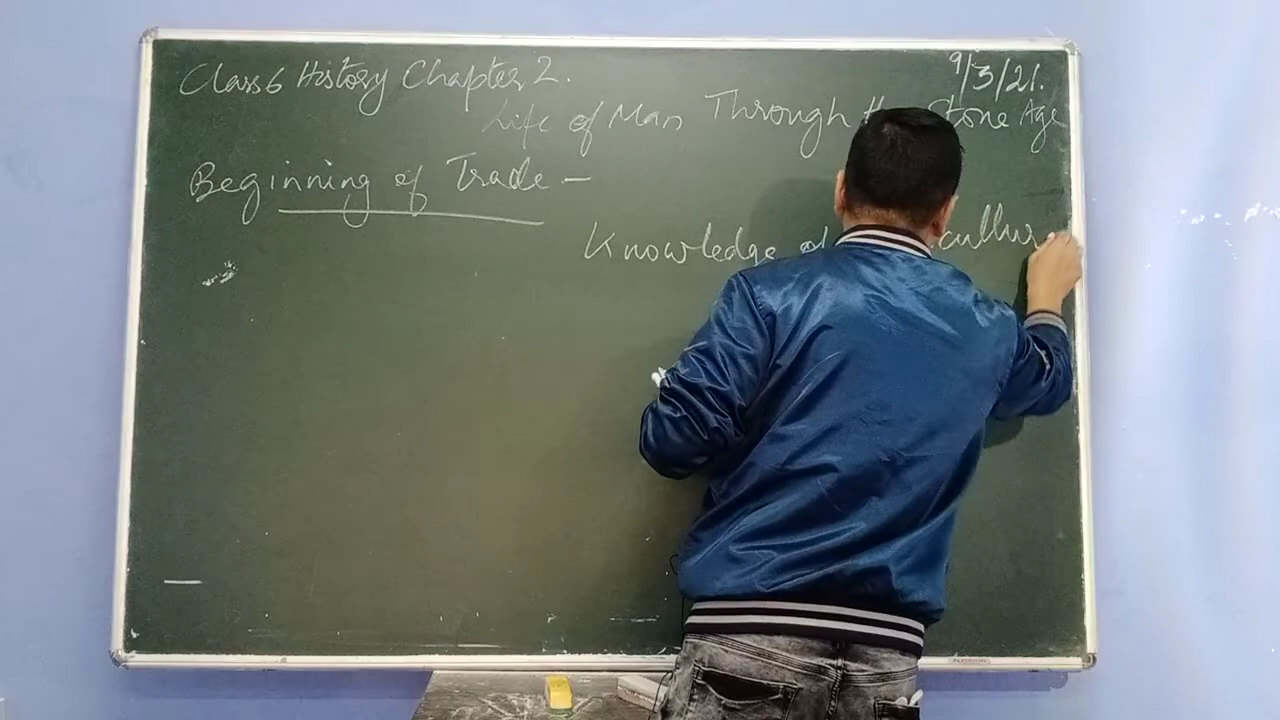 Class 6 History Chapter 2.
9/3/21.
Life of Man Through Stone Age
Beginning of Trade -
Knowledge of